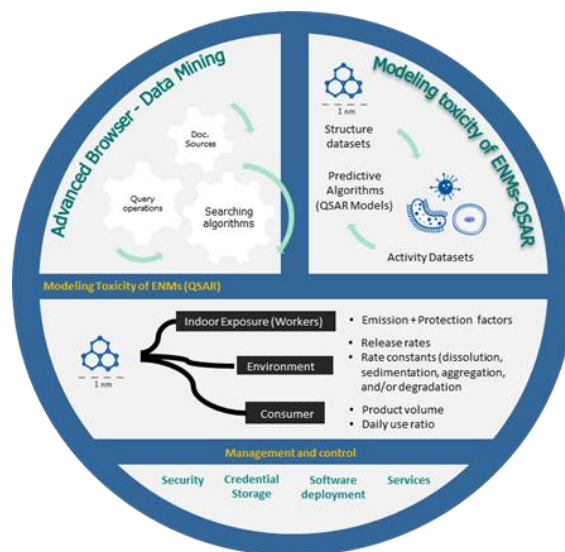 Advanced Browser - Data Mining
Doc.
Sources
Query
operations
Searching
algorithms
Modeling toxicity of ENMs-QSAR
1 nm
Structure
datasets
Predictive
Algorithms
(QSAR Models)
Activity Datasets
Modeling Toxicity of ENMs (QSAR)
1 nm
Indoor Exposure (Workers)
• Emission + Protection factors
Environment
• Release rates
• Rate constants (dissolution,
sedimentation, aggregation,
and/or degradation
Consumer
• Product volume
• Daily use ratio
Management and control
Security
Credential
Storage
Software
deployment
Services